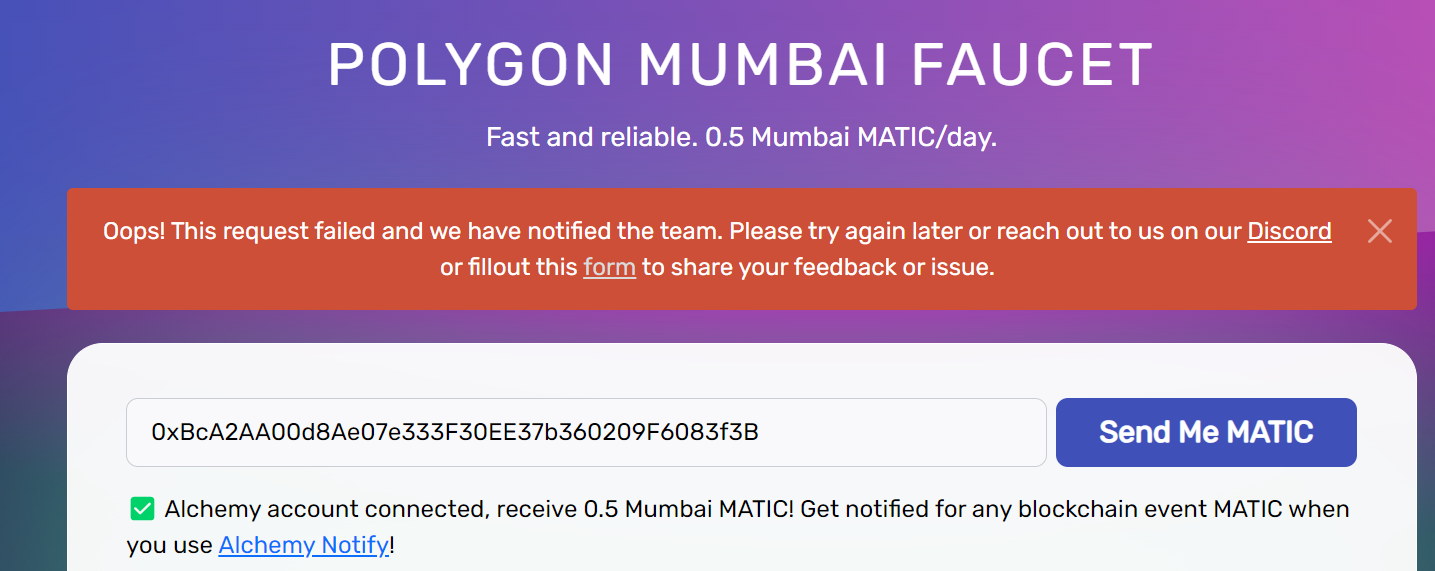 POLYGON MUMBAI FAUCET
Fast and reliable. 0.5 Mumbai MATIC/day.
Oops! This request failed and we have notified the team. Please try again later or reach out to us on our Discord
or fillout this form to share your feedback or issue.
0xBcA2AA00d8Ae07e333F30EE37b360209F6083f3B
Send Me MATIC
✅ Alchemy account connected, receive 0.5 Mumbai MATIC! Get notified for any blockchain event MATIC when
you use Alchemy Notify!